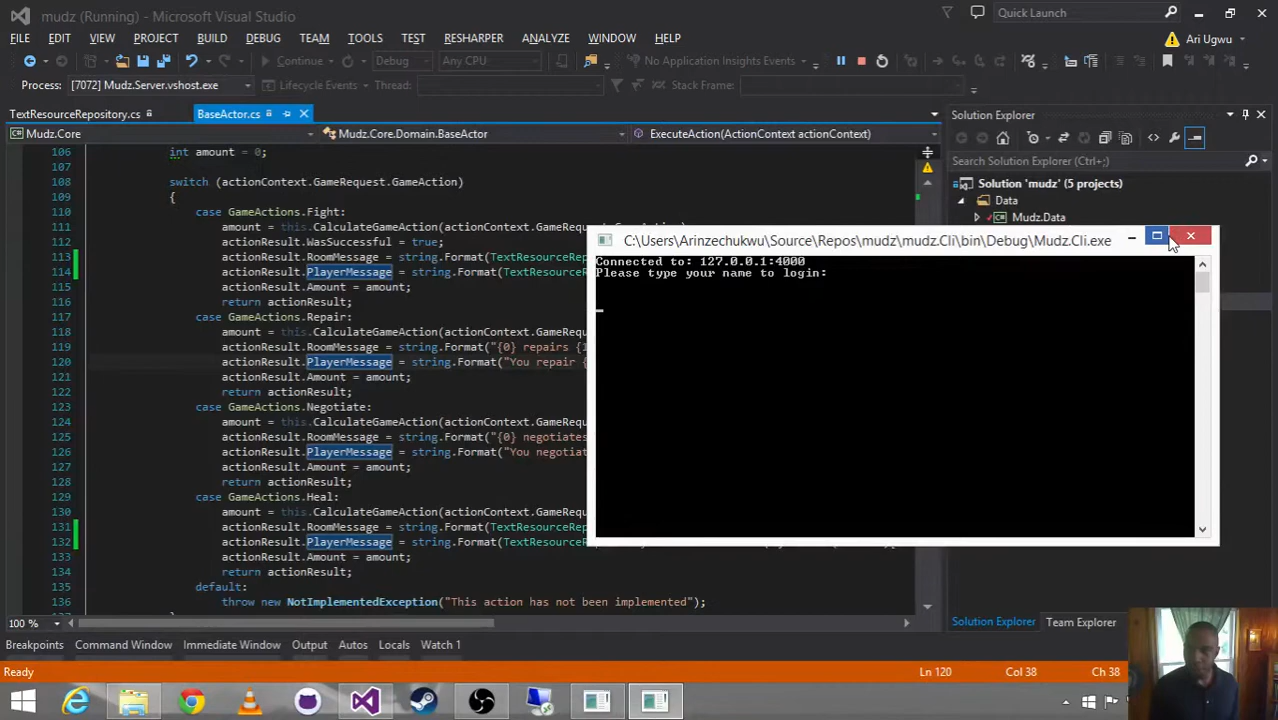 mudz (Running) - Microsoft Visual Studio
Quick Launch
FILE EDIT VIEW PROJECT BUILD DEBUG TEAM TOOLS TEST RESHARPER ANALYZE WINDOW HELP
Ari Ugwu
Continue Debug Any CPU No Application Insights Events
Process: [7072] Mudz.Server.vshost.exe Lifecycle Events Thread: Stack Frame:
TextResourceRepository.cs BaseActor.cs
Solution Explorer
Mudz.Core Mudz.Core.Domain.BaseActor ExecuteAction(ActionContext actionContext)
Search Solution Explorer (Ctrl+;)
Solution 'mudz' (5 projects)
Data
Mudz.Data
106 int amount = 0;
107
108 switch (actionContext.GameRequest.GameAction)
109 {
110 case GameActions.Fight:
111 amount = this.CalculateGameAction(actionContext.GameRequest
112 actionResult.WasSuccessful = true;
113 actionResult.RoomMessage = string.Format(TextResourceRe
114 actionResult.PlayerMessage = string.Format(TextResource
115 actionResult.Amount = amount;
116 return actionResult;
117 case GameActions.Repair:
118 amount = this.CalculateGameAction(actionContext.GameReq
119 actionResult.RoomMessage = string.Format("{0} repairs {1
120 actionResult.PlayerMessage = string.Format("You repair {
121 actionResult.Amount = amount;
122 return actionResult;
123 case GameActions.Negotiate:
124 amount = this.CalculateGameAction(actionContext.GameReq
125 actionResult.RoomMessage = string.Format("{0} negotiates
126 actionResult.PlayerMessage = string.Format("You negotiat
127 actionResult.Amount = amount;
128 return actionResult;
129 case GameActions.Heal:
130 amount = this.CalculateGameAction(actionContext.GameReq
131 actionResult.RoomMessage = string.Format(TextResourceRep
132 actionResult.PlayerMessage = string.Format(TextResource
133 actionResult.Amount = amount;
134 return actionResult;
135 default:
136 throw new NotImplementedException("This action has not been implemented");
C:\Users\Arinzechukwu\Source\Repos\mudz\mudz.Cli\bin\Debug\Mudz.Cli.exe
Connected to: 127.0.0.1:4000
Please type your name to login:
100 %
Solution Explorer Team Explorer
Breakpoints Command Window Immediate Window Output Autos Locals Call Stack Watch 1
Ready Ln 120 Col 38 Ch 38